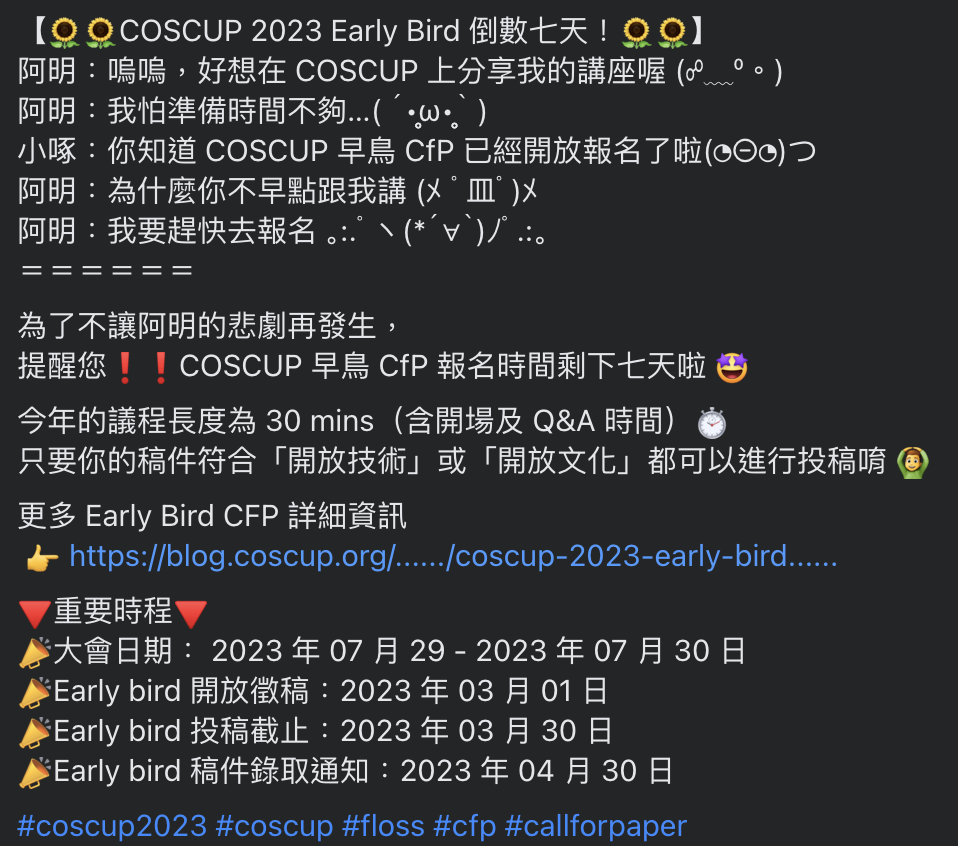 【🌻🌻COSCUP 2023 Early Bird 倒數七天！🌻🌻】
阿明：嗚嗚，好想在 COSCUP 上分享我的講座喔 (☍﹏⁰。)
阿明：我怕準備時間不夠...( ´•̥̥̥ω•̥̥̥` )
小啄：你知道 COSCUP 早鳥 CfP 已經開放報名了啦(◔⊖◔)つ
阿明：為什麼你不早點跟我講 (メ ﾟ皿ﾟ)メ
阿明：我要趕快去報名 ｡:.ﾟヽ(*´∀`)ﾉﾟ.:｡
＝＝＝＝＝＝
為了不讓阿明的悲劇再發生，
提醒您❗❗COSCUP 早鳥 CfP 報名時間剩下七天啦 🤩
今年的議程長度為 30 mins（含開場及 Q&A 時間）⏱️
只要你的稿件符合「開放技術」或「開放文化」都可以進行投稿唷 🙆‍♂️
更多 Early Bird CFP 詳細資訊
👉 https://blog.coscup.org/....../coscup-2023-early-bird......
🔻重要時程🔻
📣大會日期： 2023 年 07 月 29 - 2023 年 07 月 30 日
📣Early bird 開放徵稿：2023 年 03 月 01 日
📣Early bird 投稿截止：2023 年 03 月 30 日
📣Early bird 稿件錄取通知：2023 年 04 月 30 日
#coscup2023 #coscup #floss #cfp #callforpaper